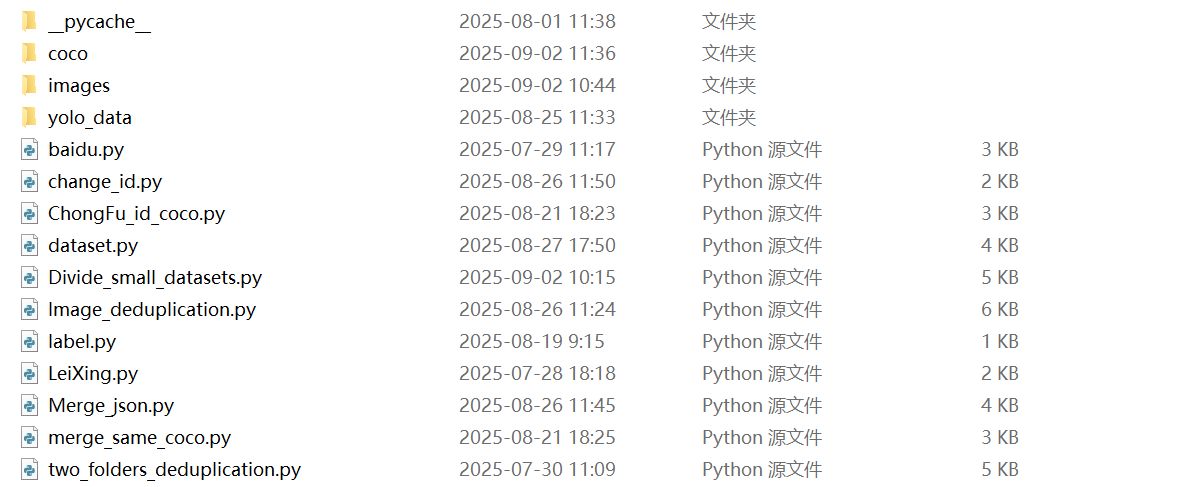 __pycache__ 2025-08-01 11:38 文件夹
coco 2025-09-02 11:36 文件夹
images 2025-09-02 10:44 文件夹
yolo_data 2025-08-25 11:33 文件夹
baidu.py 2025-07-29 11:17 Python 源文件 3 KB
change_id.py 2025-08-26 11:50 Python 源文件 2 KB
ChongFu_id_coco.py 2025-08-21 18:23 Python 源文件 3 KB
dataset.py 2025-08-27 17:50 Python 源文件 4 KB
Divide_small_datasets.py 2025-09-02 10:15 Python 源文件 5 KB
Image_deduplication.py 2025-08-26 11:24 Python 源文件 6 KB
label.py 2025-08-19 9:15 Python 源文件 1 KB
LeiXing.py 2025-07-28 18:18 Python 源文件 2 KB
Merge_json.py 2025-08-26 11:45 Python 源文件 4 KB
merge_same_coco.py 2025-08-21 18:25 Python 源文件 3 KB
two_folders_deduplication.py 2025-07-30 11:09 Python 源文件 5 KB